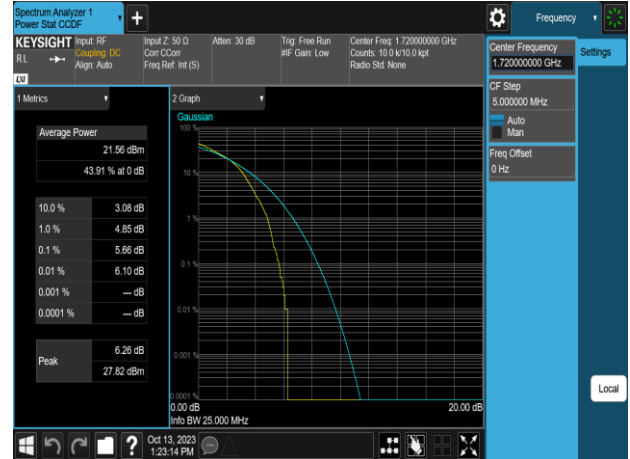 Spectrum Analyzer 1
Power Stat CCDF
Frequency
KEYSIGHT
Input: RF
Input Z: 50 Ω
Atten: 30 dB
Trig: Free Run
Center Freq: 1.720000000 GHz
R L
Coupling: DC
Corr CCorr
#IF Gain: Low
Counts: 10.0 k/10.0 kpt
Align: Auto
Freq Ref: Int (S)
Radio Std: None
LXI
Center Frequency
1.720000000 GHz
Settings
CF Step
5.000000 MHz
Auto
Man
Freq Offset
0 Hz
1 Metrics
Average Power
21.56 dBm
43.91 % at 0 dB
10.0 % 3.08 dB
1.0 % 4.85 dB
0.1 % 5.66 dB
0.01 % 6.10 dB
0.001 % --- dB
0.0001 % --- dB
Peak
6.26 dB
27.82 dBm
2 Graph
Gaussian
100 %
10 %
1 %
0.1 %
0.01 %
0.001 %
0.0001 %
0.00 dB 20.00 dB
Info BW 25.000 MHz
Local
?
Oct 13, 2023
1:23:14 PM